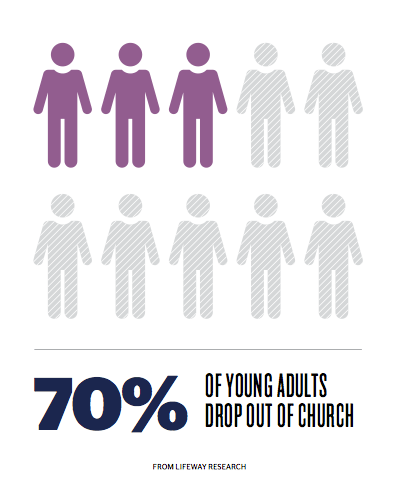 70% OF YOUNG ADULTS
DROP OUT OF CHURCH
FROM LIFEWAY RESEARCH